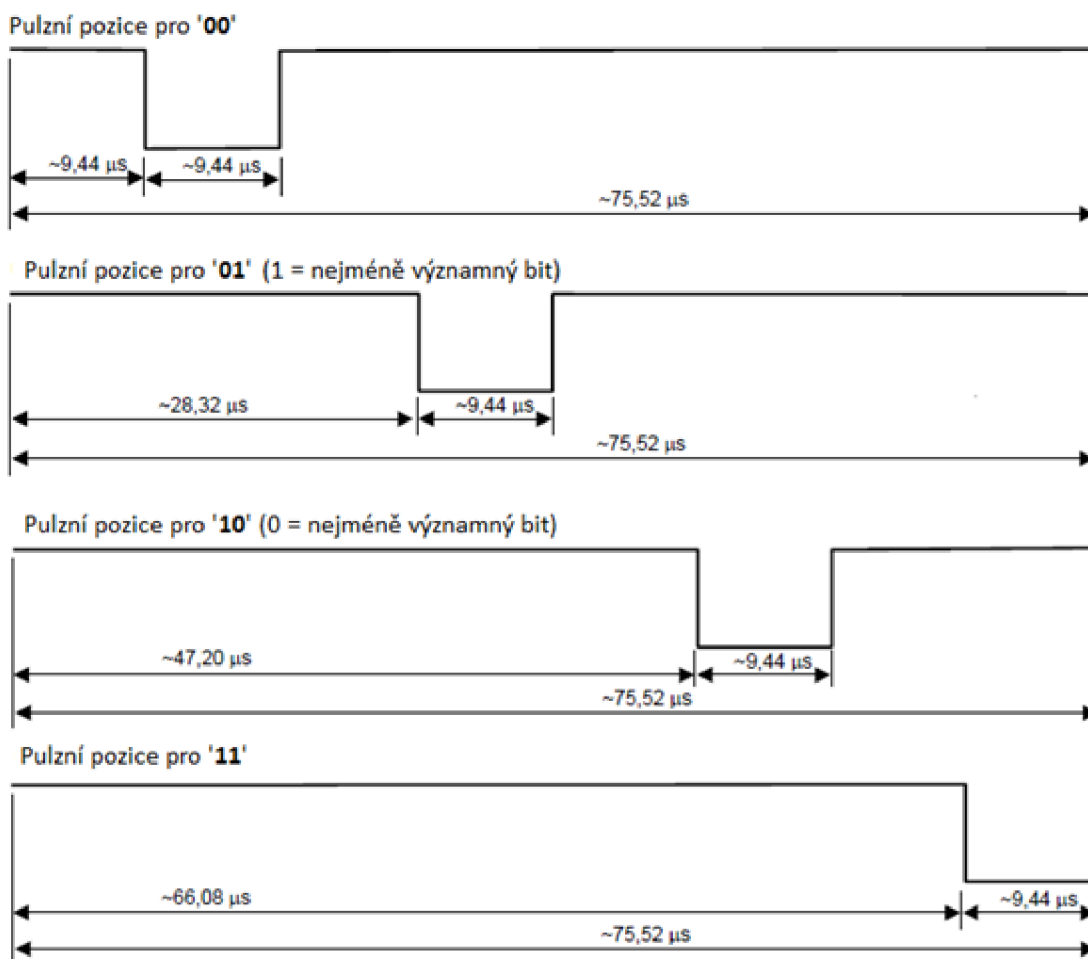 Pulzní pozice pro '00'
~9,44 µs ~9,44 µs
~75,52 µs
Pulzní pozice pro '01' (1 = nejméně významný bit)
~28,32 µs ~9,44 µs
~75,52 µs
Pulzní pozice pro '10' (0 = nejméně významný bit)
~47,20 µs ~9,44 µs
~75,52 µs
Pulzní pozice pro '11'
~66,08 µs ~9,44 µs
~75,52 µs